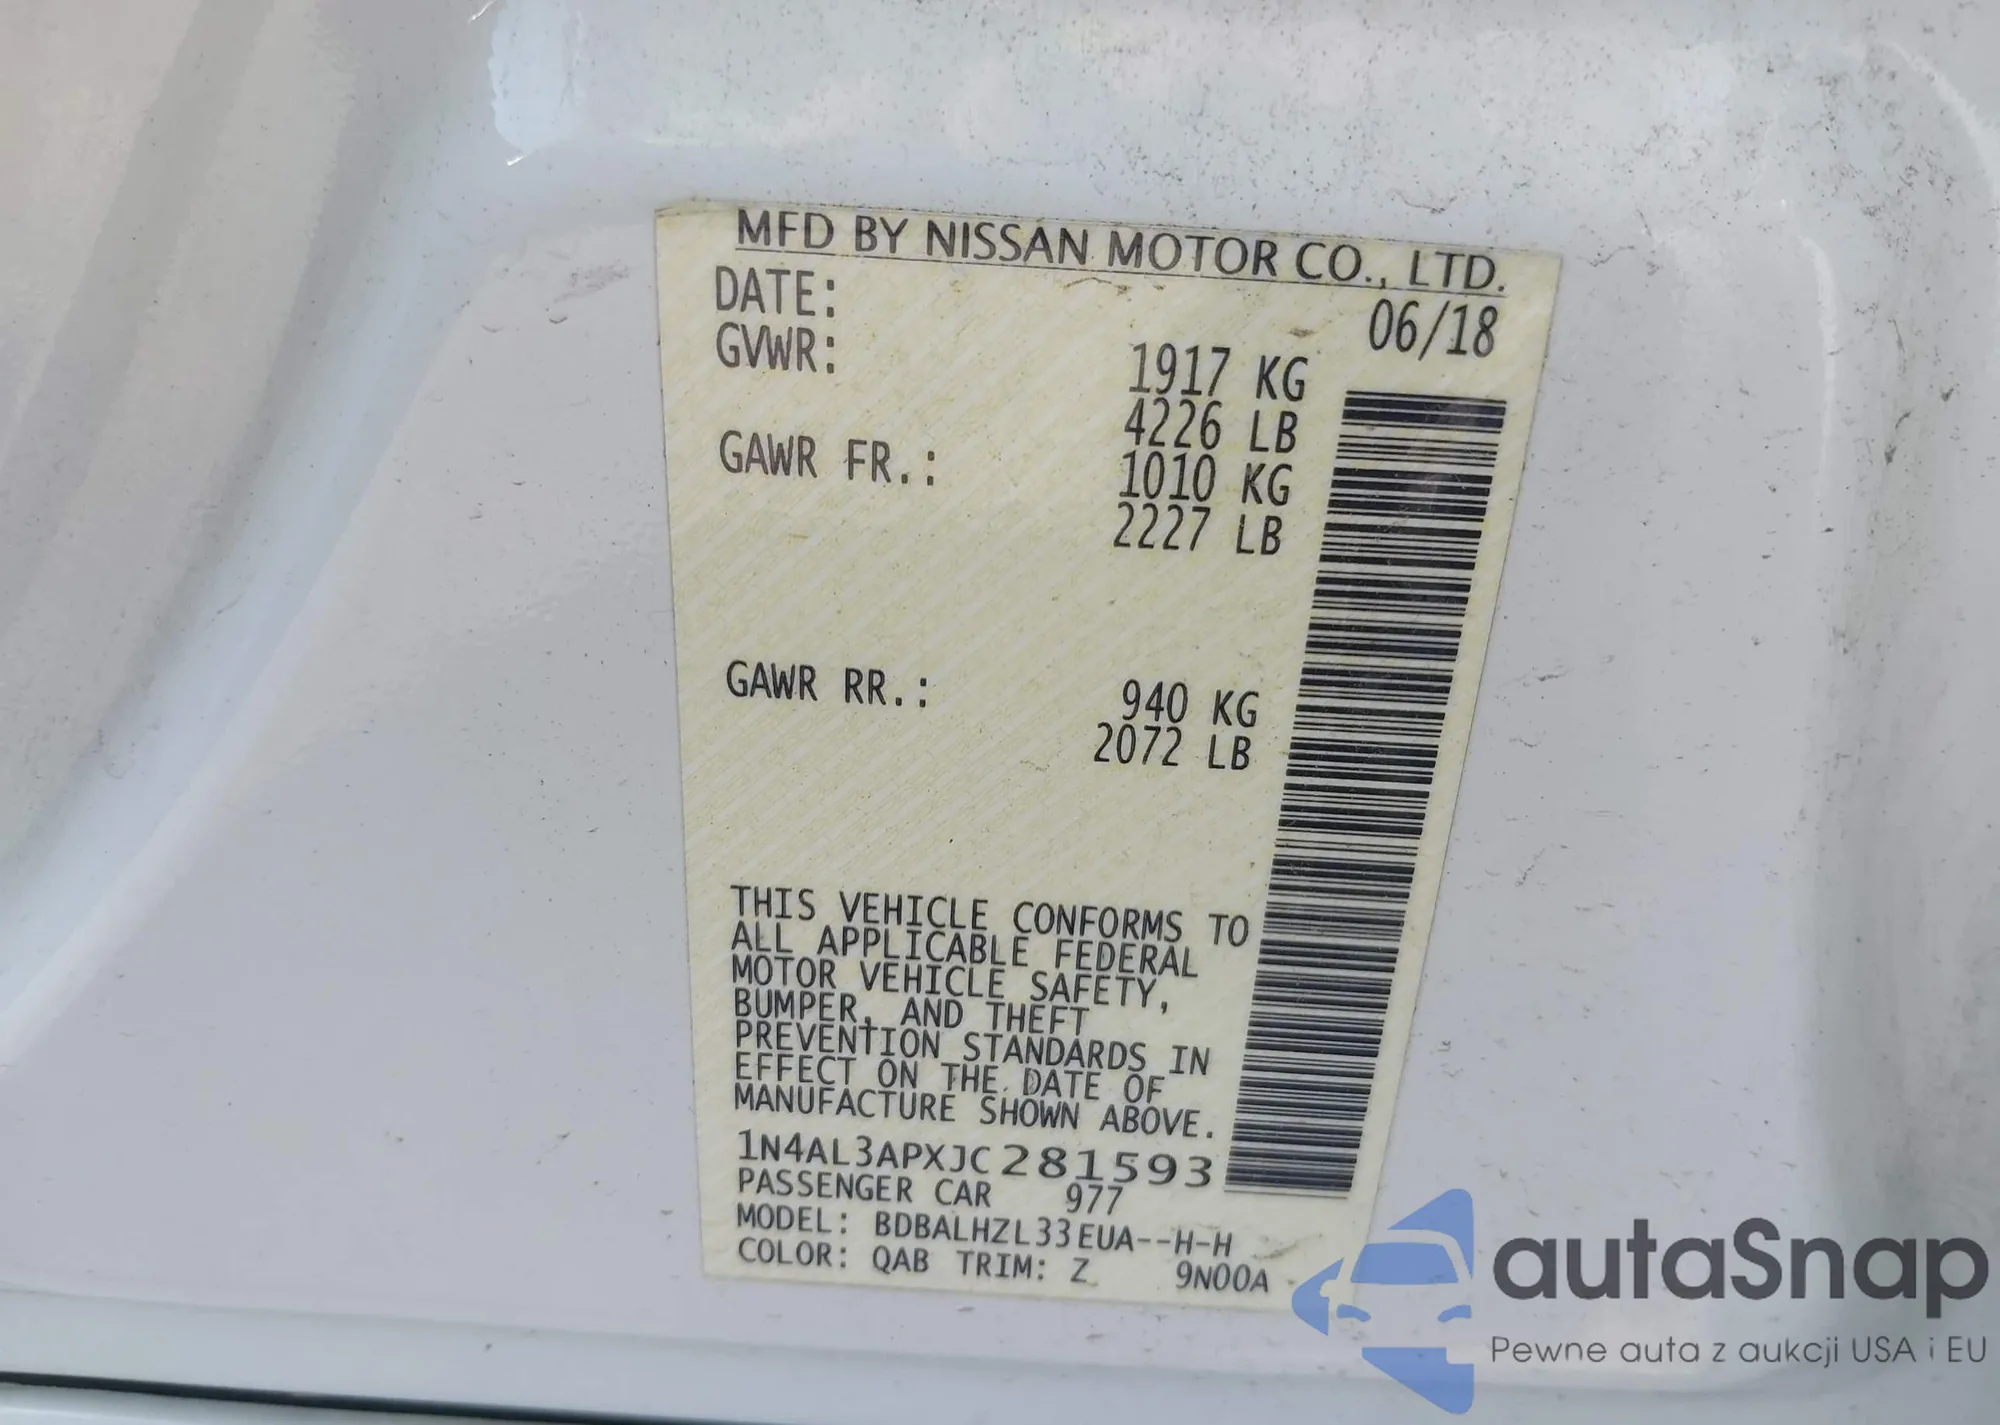 MFD BY NISSAN MOTOR CO., LTD.
DATE: 06/18
GVWR: 1917 KG
4226 LB
GAWR FR.: 1010 KG
2227 LB
GAWR RR.: 940 KG
2072 LB
THIS VEHICLE CONFORMS TO
ALL APPLICABLE FEDERAL
MOTOR VEHICLE SAFETY,
BUMPER, AND THEFT
PREVENTION STANDARDS IN
EFFECT ON THE DATE OF
MANUFACTURE SHOWN ABOVE.
1N4AL3APXJC281593
PASSENGER CAR 977
MODEL: BDBALHZL33EUA--H-H
COLOR: QAB TRIM: Z 9N00A
autaSnap
Pewne auta z aukcji USA i EU